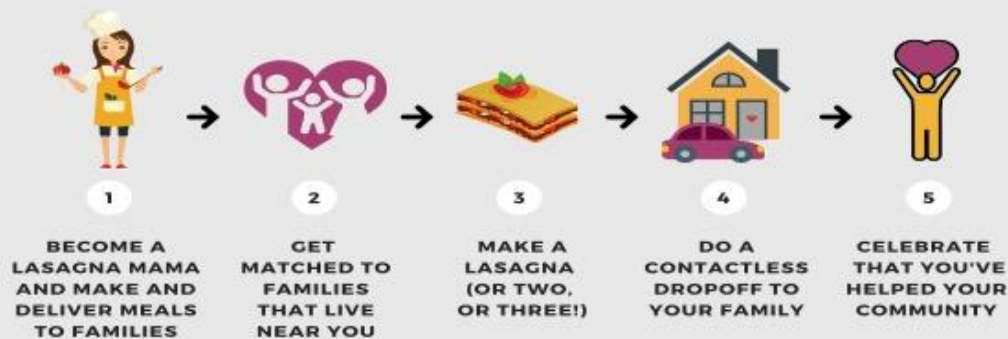 1
BECOME A
LASAGNA MAMA
AND MAKE AND
DELIVER MEALS
TO FAMILIES
2
GET
MATCHED TO
FAMILIES
THAT LIVE
NEAR YOU
3
MAKE A
LASAGNA
(OR TWO,
OR THREE!)
4
DO A
CONTACTLESS
DROPOFF TO
YOUR FAMILY
5
CELEBRATE
THAT YOU'VE
HELPED YOUR
COMMUNITY